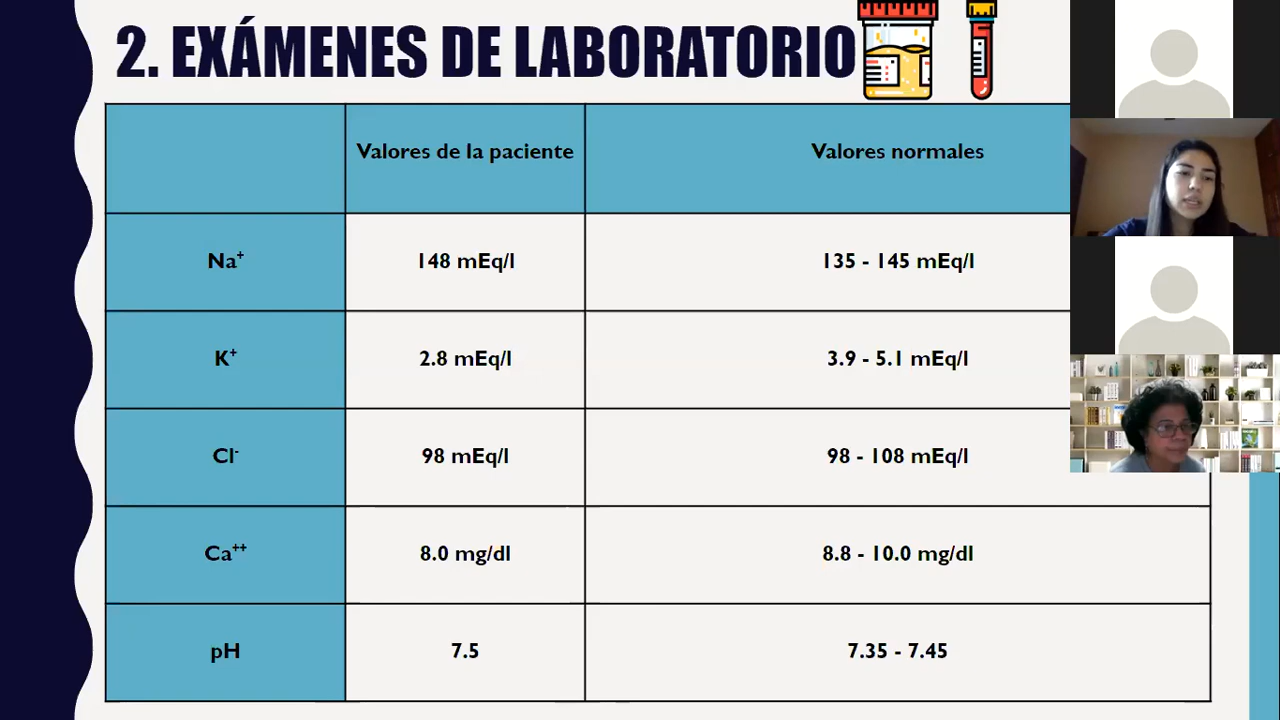 2. EXÁMENES DE LABORATORIO
Valores de la paciente
Valores normales
Na⁺
148 mEq/l
135 - 145 mEq/l
K⁺
2.8 mEq/l
3.9 - 5.1 mEq/l
Cl⁻
98 mEq/l
98 - 108 mEq/l
Ca⁺⁺
8.0 mg/dl
8.8 - 10.0 mg/dl
pH
7.5
7.35 - 7.45